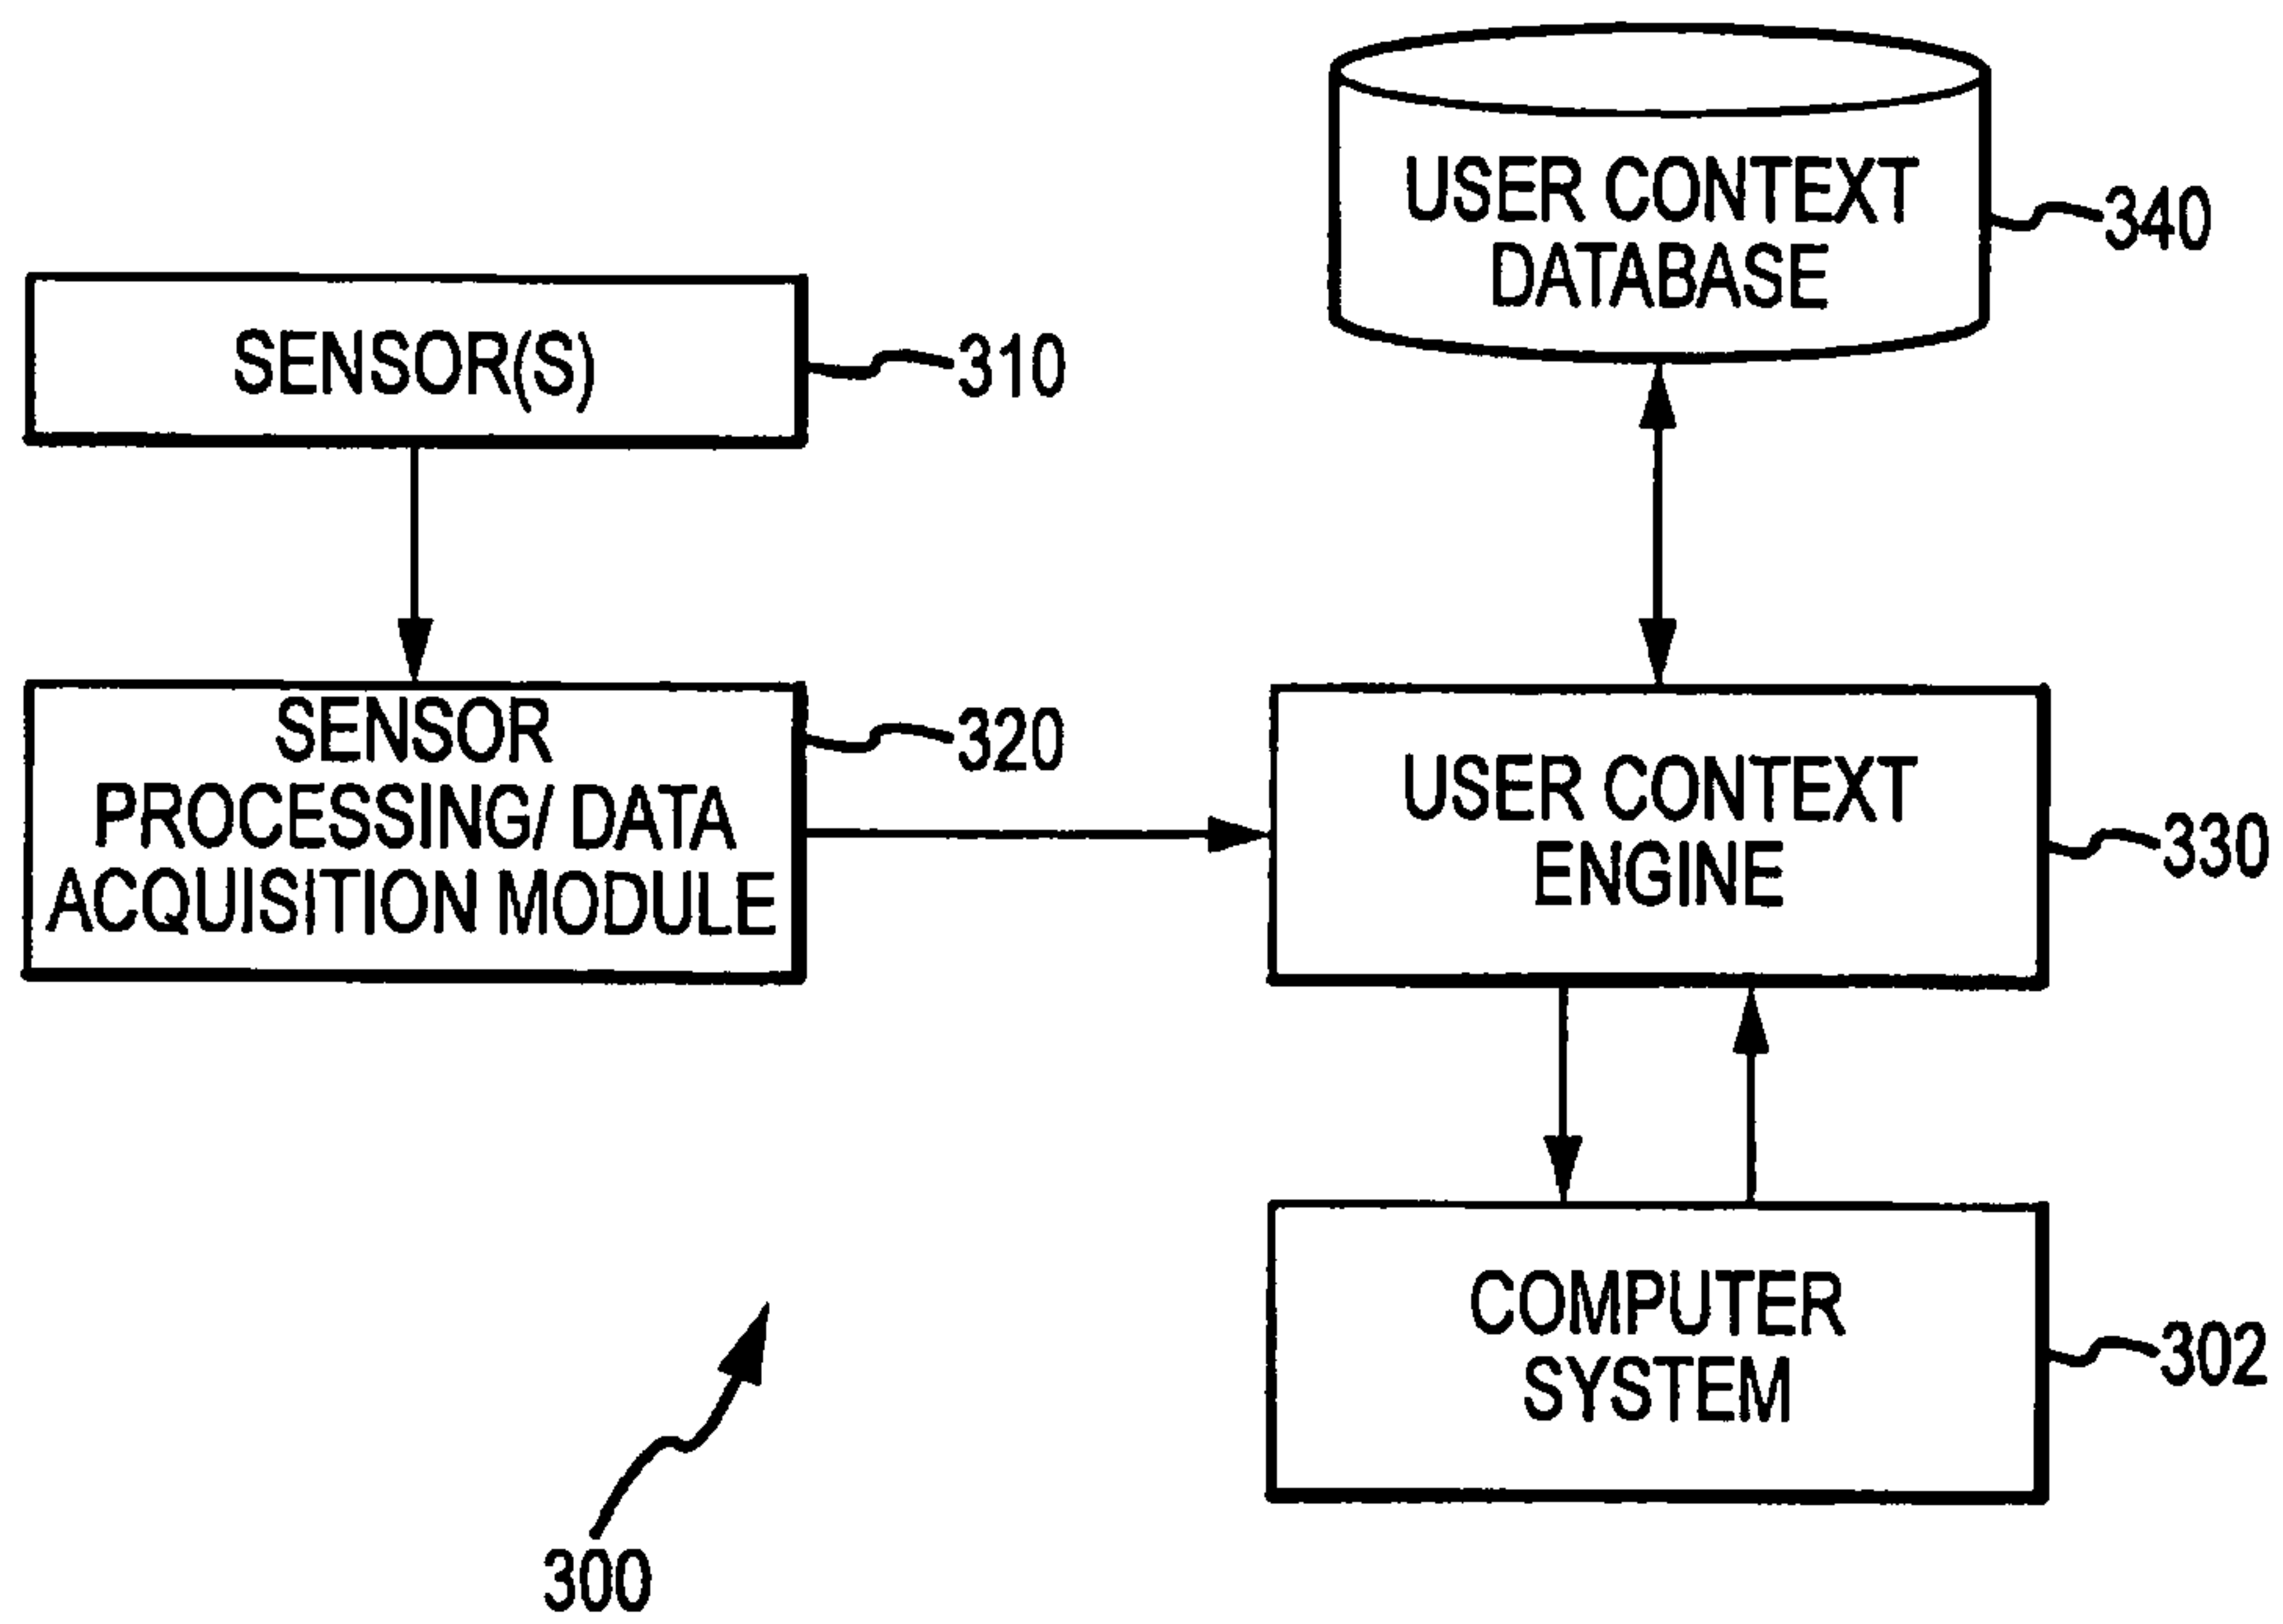 USER CONTEXT
DATABASE
340
SENSOR(S)
310
SENSOR
PROCESSING/ DATA
ACQUISITION MODULE
320
USER CONTEXT
ENGINE
330
COMPUTER
SYSTEM
302
300